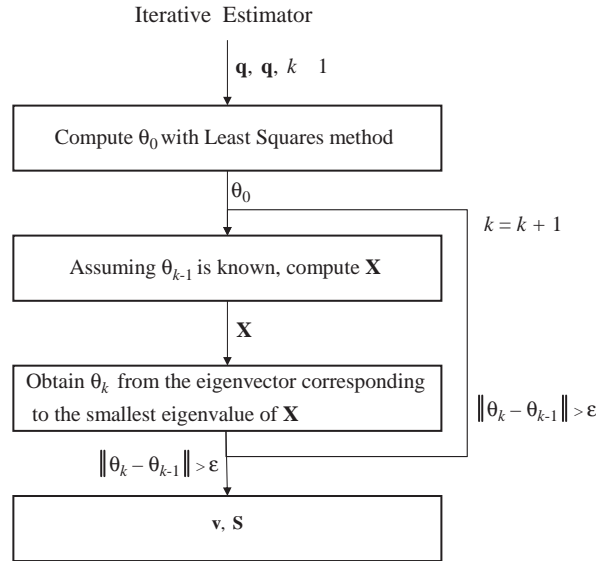 Iterative Estimator
q, q, k 1
Compute θ₀ with Least Squares method
θ₀
k = k + 1
Assuming θₖ₋₁ is known, compute X
X
Obtain θₖ from the eigenvector corresponding
to the smallest eigenvalue of X
‖θₖ – θₖ₋₁‖ > ε
‖θₖ – θₖ₋₁‖ > ε
v, S